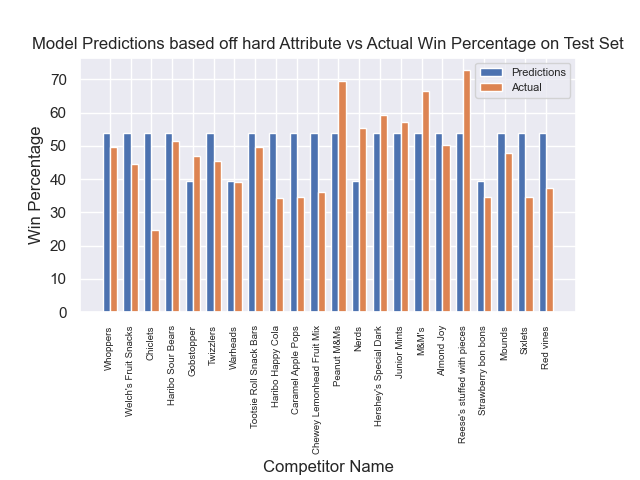 Model Predictions based off hard Attribute vs Actual Win Percentage on Test Set
Predictions
Actual
Win Percentage
70
60
50
40
30
20
10
0
Whoppers
Welch's Fruit Snacks
Chiclets
Haribo Sour Bears
Gobstopper
Twizzlers
Warheads
Tootsie Roll Snack Bars
Haribo Happy Cola
Caramel Apple Pops
Chewey Lemonhead Fruit Mix
Peanut M&Ms
Nerds
Hershey's Special Dark
Junior Mints
M&M's
Almond Joy
Reese's stuffed with pieces
Strawberry bon bons
Mounds
Sixlets
Red vines
Competitor Name